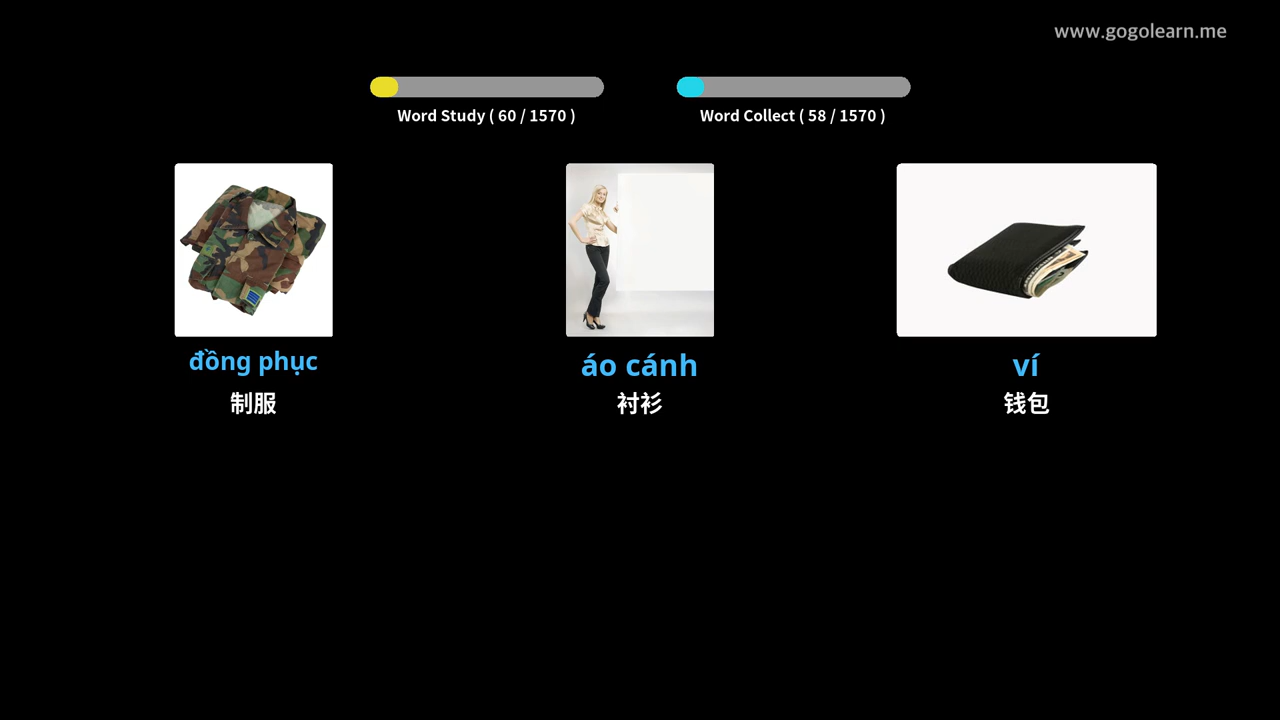 www.gogolearn.me
Word Study ( 60 / 1570 )
Word Collect ( 58 / 1570 )
đồng phục
制服
áo cánh
衬衫
ví
钱包